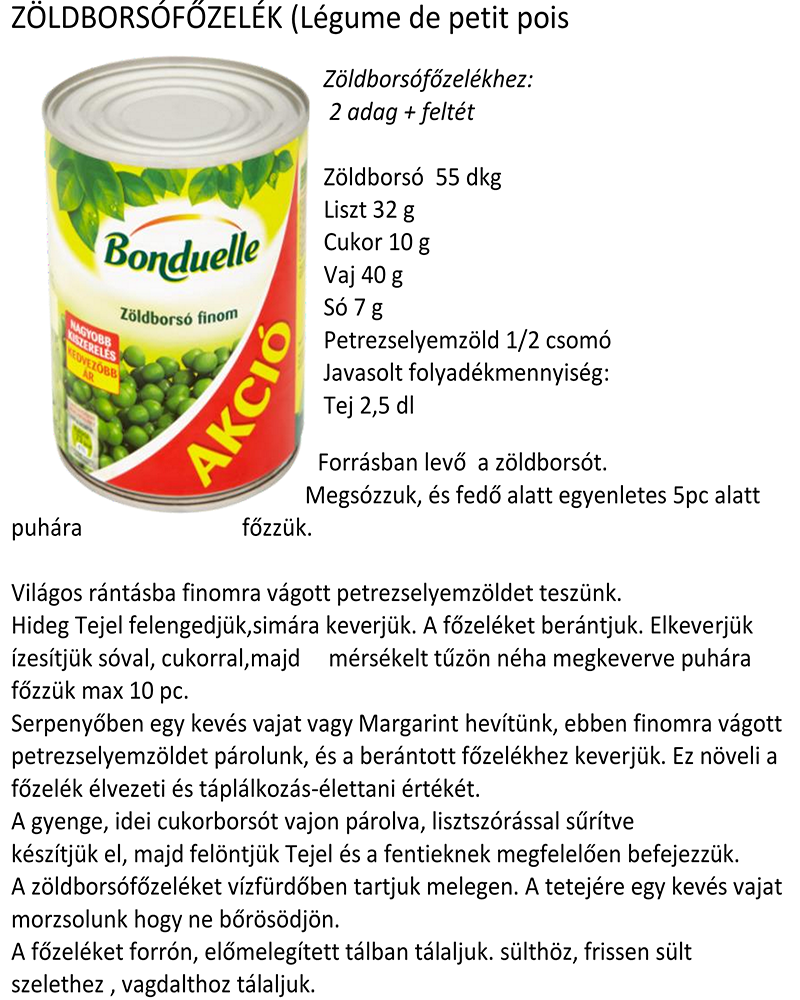 ZÖLDBORSÓFŐZELÉK (Légume de petit pois
Zöldborsófőzelékhez:
2 adag + feltét
Zöldborsó 55 dkg
Liszt 32 g
Cukor 10 g
Vaj 40 g
Só 7 g
Petrezselyemzöld 1/2 csomó
Javasolt folyadékmennyiség:
Tej 2,5 dl
Bonduelle
Zöldborsó finom
NAGYOBB
KISZERELÉS
KEDVEZŐBB
ÁR
AKCIÓ
Forrásban levő a zöldborsót.
Megsózzuk, és fedő alatt egyenletes 5pc alatt
puhára főzzük.
Világos rántásba finomra vágott petrezselyemzöldet teszünk.
Hideg Tejel felengedjük,simára keverjük. A főzeléket berántjuk. Elkeverjük
ízesítjük sóval, cukorral,majd mérsékelt tűzön néha megkeverve puhára
főzzük max 10 pc.
Serpenyőben egy kevés vajat vagy Margarint hevítünk, ebben finomra vágott
petrezselyemzöldet párolunk, és a berántott főzelékhez keverjük. Ez növeli a
főzelék élvezeti és táplálkozás-élettani értékét.
A gyenge, idei cukorborsót vajon párolva, lisztszórással sűrítve
készítjük el, majd felöntjük Tejel és a fentieknek megfelelően befejezzük.
A zöldborsófőzeléket vízfürdőben tartjuk melegen. A tetejére egy kevés vajat
morzsolunk hogy ne bőrösödjön.
A főzeléket forrón, előmelegített tálban tálaljuk. sülthöz, frissen sült
szelethez , vagdalthoz tálaljuk.